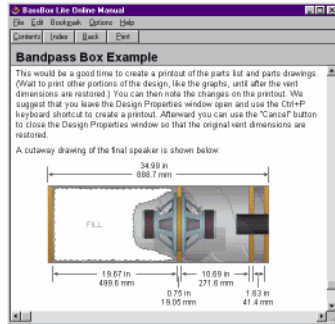 BassBox Lite Online Manual
File Edit Bookmark Options Help
Contents Index Back Print
Bandpass Box Example
This would be a good time to create a printout of the parts list and parts drawings.
(Wait to print other portions of the design, like the graphs, until after the vent
dimensions are restored.) You can then note the changes on the printout. We
suggest that you leave the Design Properties window open and use the Ctrl+P
keyboard shortcut to create a printout. Afterward you can use the "Cancel" button
to close the Design Properties window so that the original vent dimensions are
restored.
A cutaway drawing of the final speaker is shown below.
34.99 in
888.7 mm
FILL
19.67 in
499.6 mm
10.69 in
271.6 mm
0.75 in
19.05 mm
1.63 in
41.4 mm